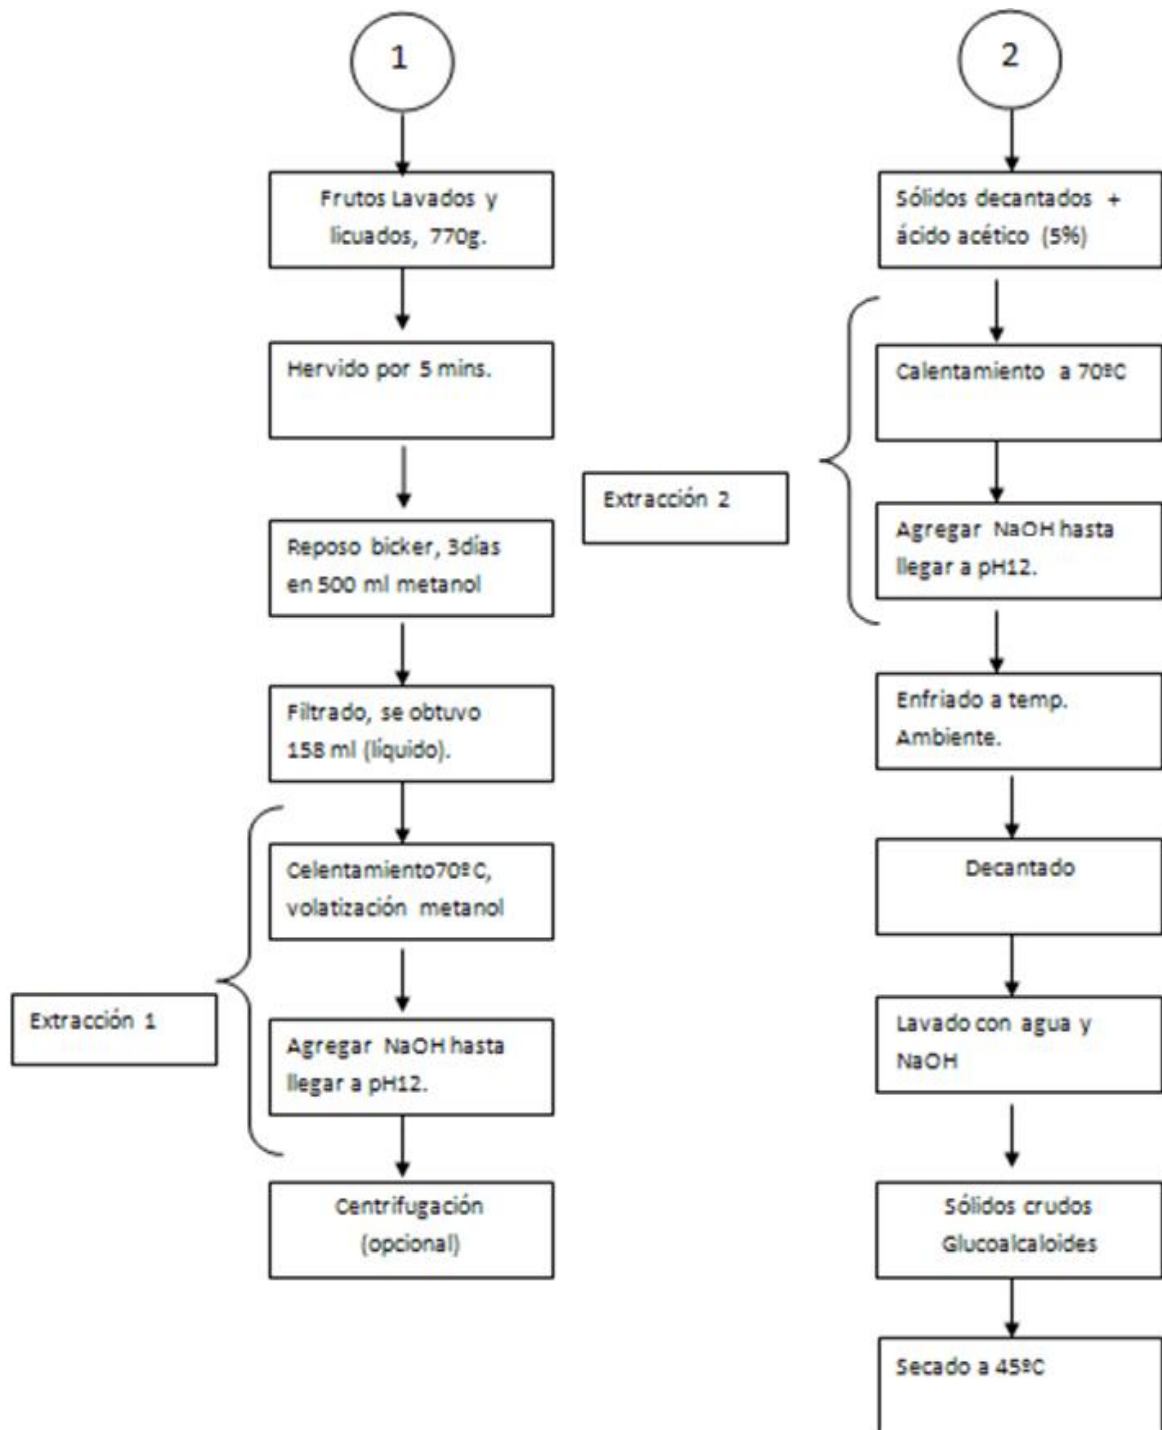 1
Frutos Lavados y
licuados, 770g.
Hervido por 5 mins.
Reposo bicker, 3días
en 500 ml metanol
Filtrado, se obtuvo
158 ml (líquido).
Celentamiento70ºC,
volatización metanol
Extracción 1
Agregar NaOH hasta
llegar a pH12.
Centrifugación
(opcional)
2
Sólidos decantados +
ácido acético (5%)
Calentamiento a 70ºC
Extracción 2
Agregar NaOH hasta
llegar a pH12.
Enfriado a temp.
Ambiente.
Decantado
Lavado con agua y
NaOH
Sólidos crudos
Glucoalcaloides
Secado a 45ºC